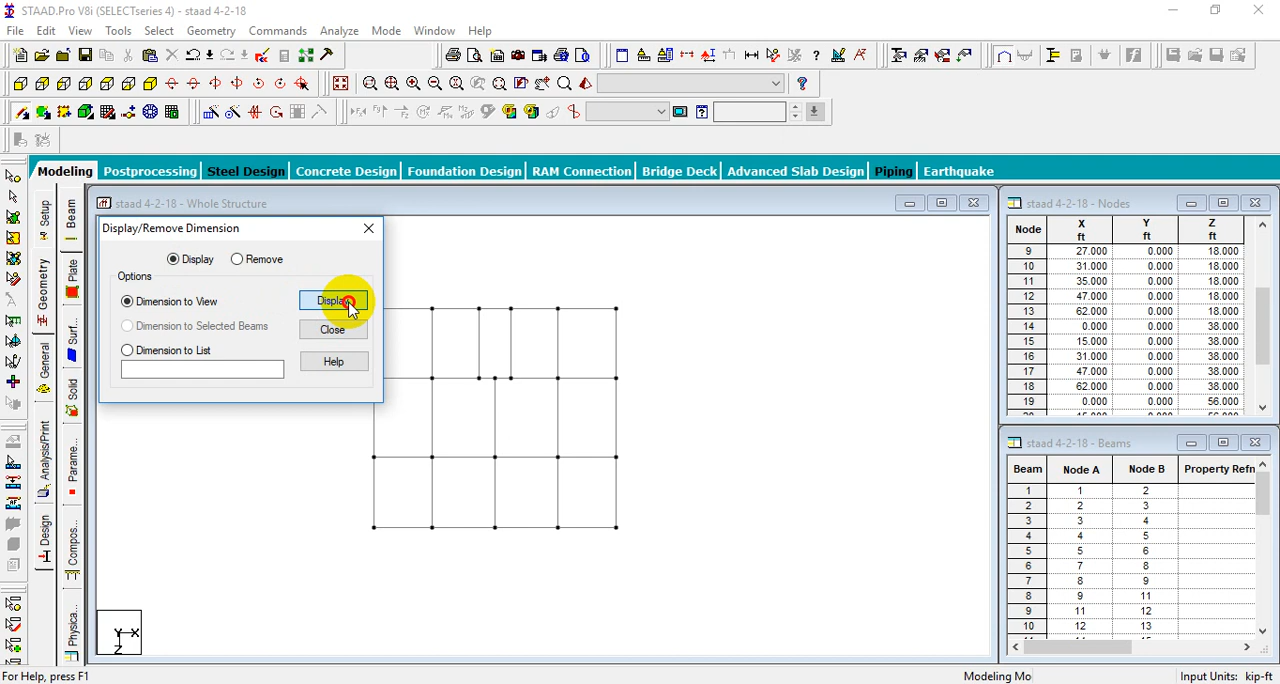 STAAD.Pro V8i (SELECTseries 4) - staad 4-2-18
File Edit View Tools Select Geometry Commands Analyze Mode Window Help
Modeling Postprocessing Steel Design Concrete Design Foundation Design RAM Connection Bridge Deck Advanced Slab Design Piping Earthquake
Setup
Geometry
General
Analysis/Print
Design
Beam
Plate
Surf...
Solid
Parame...
Compos...
Physica...
staad 4-2-18 - Whole Structure
Display/Remove Dimension
Display Remove
Options
Dimension to View
Display
Dimension to Selected Beams
Close
Dimension to List
Help
Y X
Z
staad 4-2-18 - Nodes
Node X ft Y ft Z ft
9 27.000 0.000 18.000
10 31.000 0.000 18.000
11 35.000 0.000 18.000
12 47.000 0.000 18.000
13 62.000 0.000 18.000
14 0.000 0.000 38.000
15 15.000 0.000 38.000
16 31.000 0.000 38.000
17 47.000 0.000 38.000
18 62.000 0.000 38.000
19 0.000 0.000 56.000
staad 4-2-18 - Beams
Beam Node A Node B Property Refn
1 1 2
2 2 3
3 3 4
4 4 5
5 5 6
6 7 8
7 8 9
8 9 11
9 11 12
10 12 13
For Help, press F1
Modeling Mo
Input Units: kip-ft